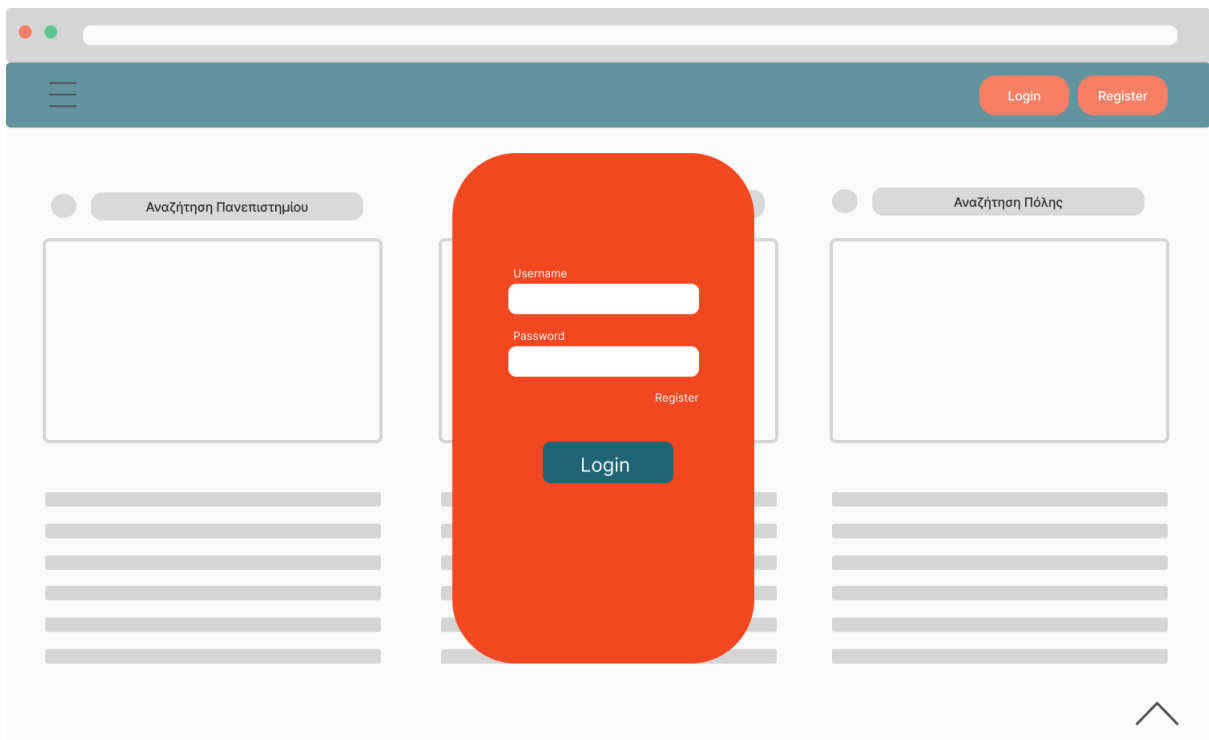 Login
Register
Αναζήτηση Πανεπιστημίου
Αναζήτηση Πόλης
Username
Password
Register
Login